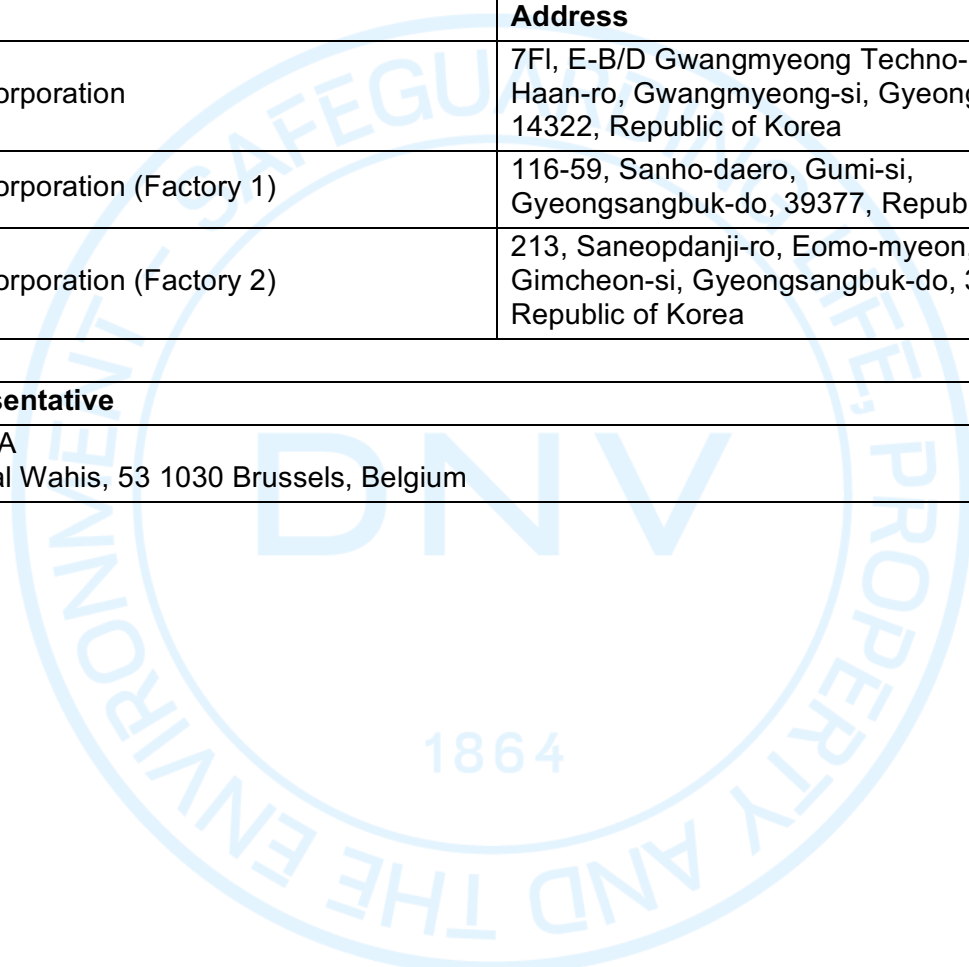 Address
orporation
7Fl, E-B/D Gwangmyeong Techno-
Haan-ro, Gwangmyeong-si, Gyeong
14322, Republic of Korea
orporation (Factory 1)
116-59, Sanho-daero, Gumi-si,
Gyeongsangbuk-do, 39377, Repub
orporation (Factory 2)
213, Saneopdanji-ro, Eomo-myeon,
Gimcheon-si, Gyeongsangbuk-do, 3
Republic of Korea
sentative
A
al Wahis, 53 1030 Brussels, Belgium
SAFEGUARDING LIFE, PROPERTY AND THE ENVIRONMENT
DNV
1864